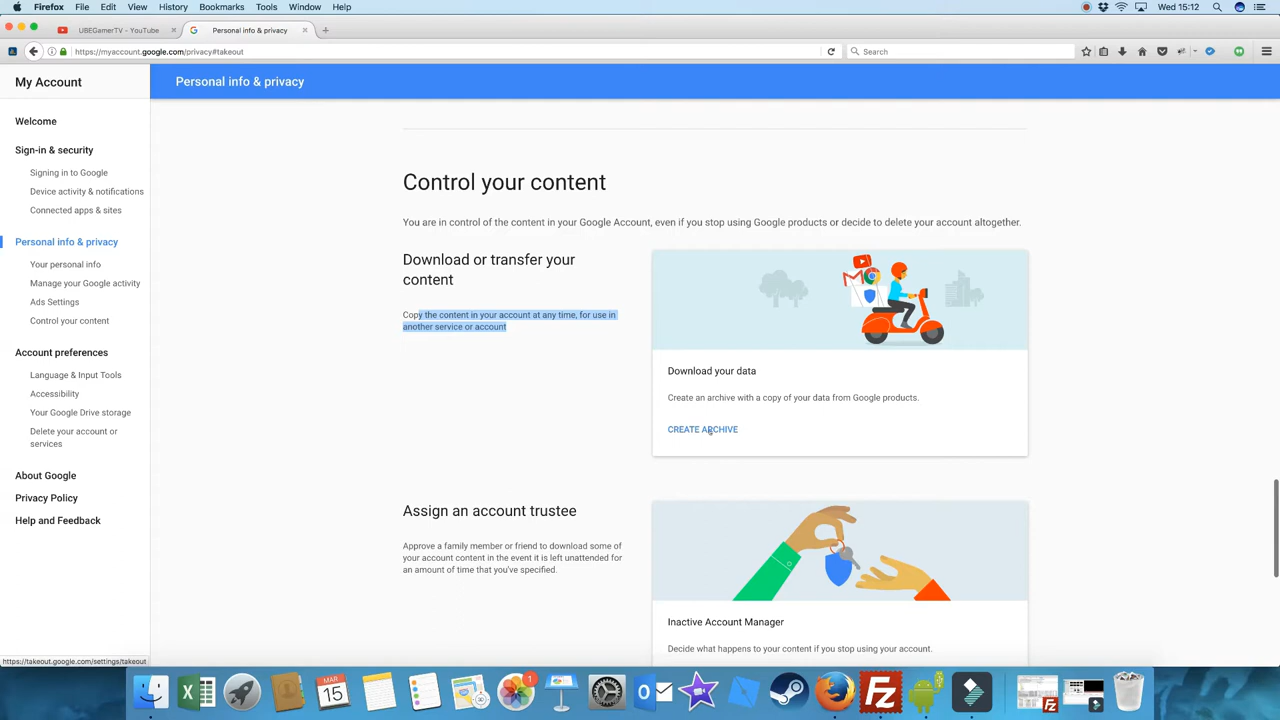 Firefox File Edit View History Bookmarks Tools Window Help Wed 15:12
UBEGamerTV - YouTube Personal info & privacy
https://myaccount.google.com/privacy#takeout Search
My Account Personal info & privacy
Welcome
Sign-in & security
Signing in to Google
Device activity & notifications
Connected apps & sites
Personal info & privacy
Your personal info
Manage your Google activity
Ads Settings
Control your content
Account preferences
Language & Input Tools
Accessibility
Your Google Drive storage
Delete your account or
services
About Google
Privacy Policy
Help and Feedback
Control your content
You are in control of the content in your Google Account, even if you stop using Google products or decide to delete your account altogether.
Download or transfer your
content
Copy the content in your account at any time, for use in
another service or account
Download your data
Create an archive with a copy of your data from Google products.
CREATE ARCHIVE
Assign an account trustee
Approve a family member or friend to download some of
your account content in the event it is left unattended for
an amount of time that you've specified.
Inactive Account Manager
Decide what happens to your content if you stop using your account.
https://takeout.google.com/settings/takeout
MAR
15
1